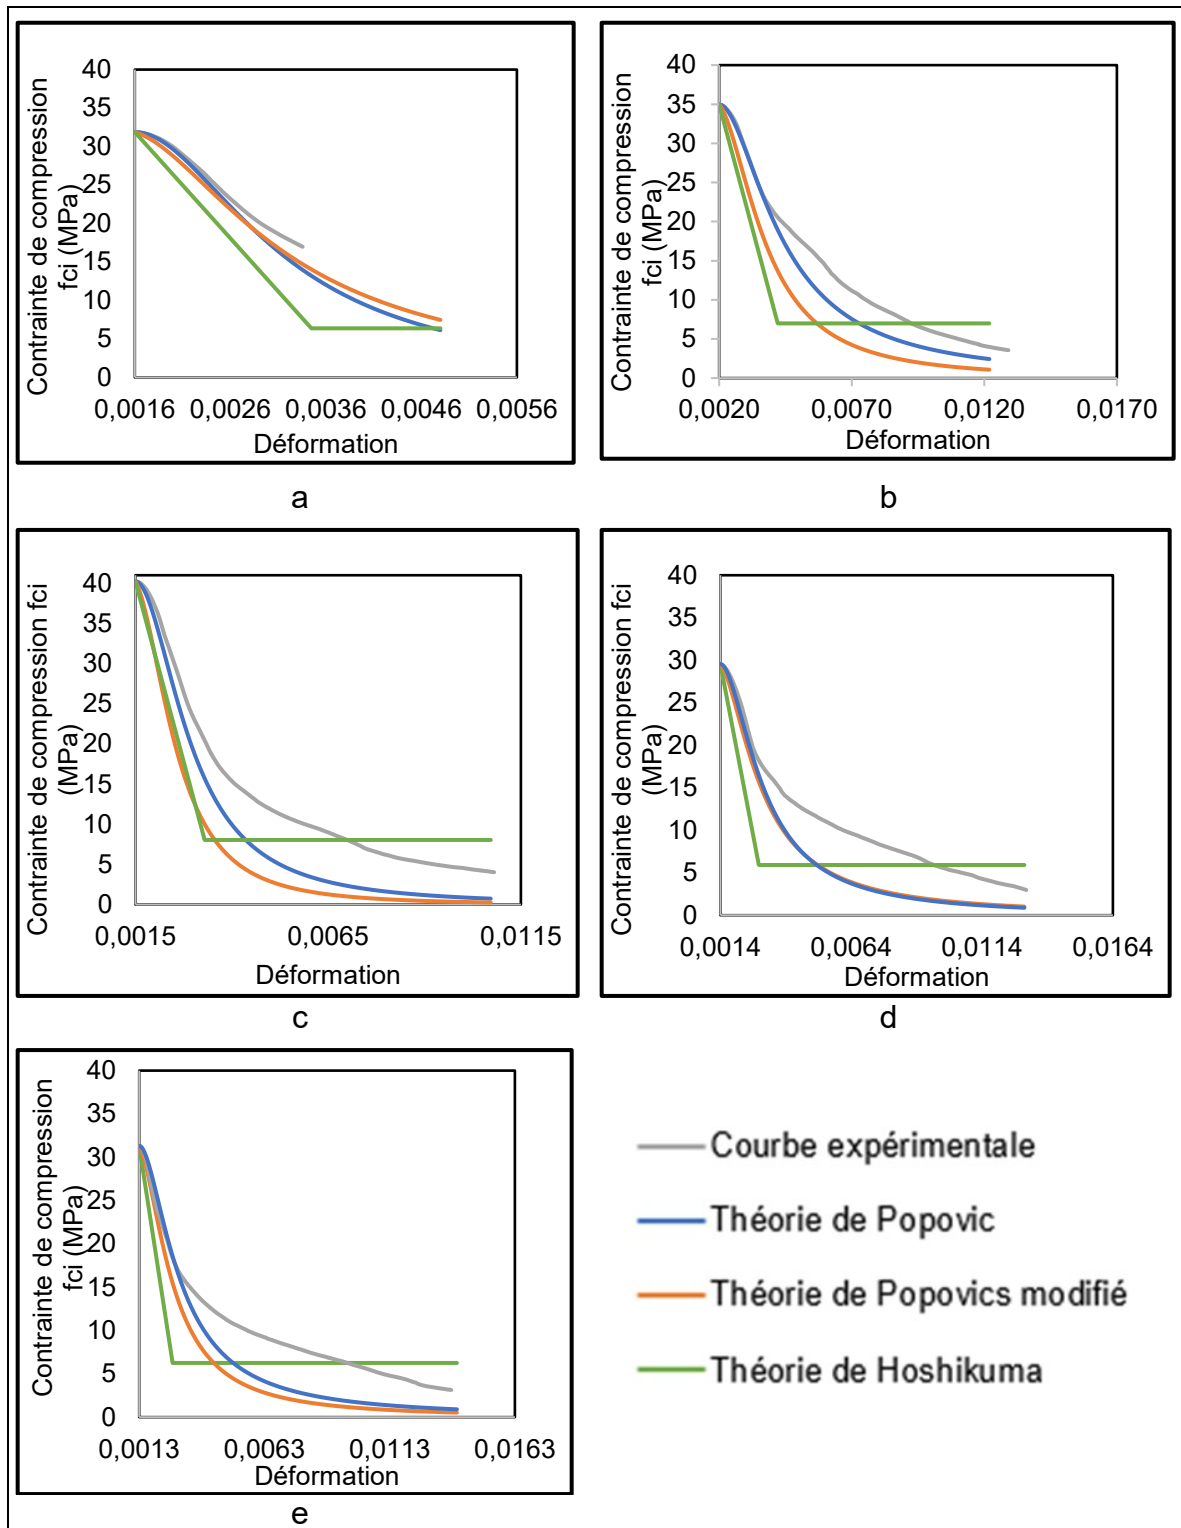 Contrainte de compression
fci (MPa)
40
35
30
25
20
15
10
5
0
0,0016 0,0026 0,0036 0,0046 0,0056
Déformation
a
Contrainte de compression
fci (MPa)
40
35
30
25
20
15
10
5
0
0,0020 0,0070 0,0120 0,0170
Déformation
b
Contrainte de compression fci
(MPa)
40
35
30
25
20
15
10
5
0
0,0015 0,0065 0,0115
Déformation
c
Contrainte de compression fci
(MPa)
40
35
30
25
20
15
10
5
0
0,0014 0,0064 0,0114 0,0164
Déformation
d
Contrainte de compression
fci (MPa)
40
35
30
25
20
15
10
5
0
0,0013 0,0063 0,0113 0,0163
Déformation
e
Courbe expérimentale
Théorie de Popovic
Théorie de Popovics modifié
Théorie de Hoshikuma